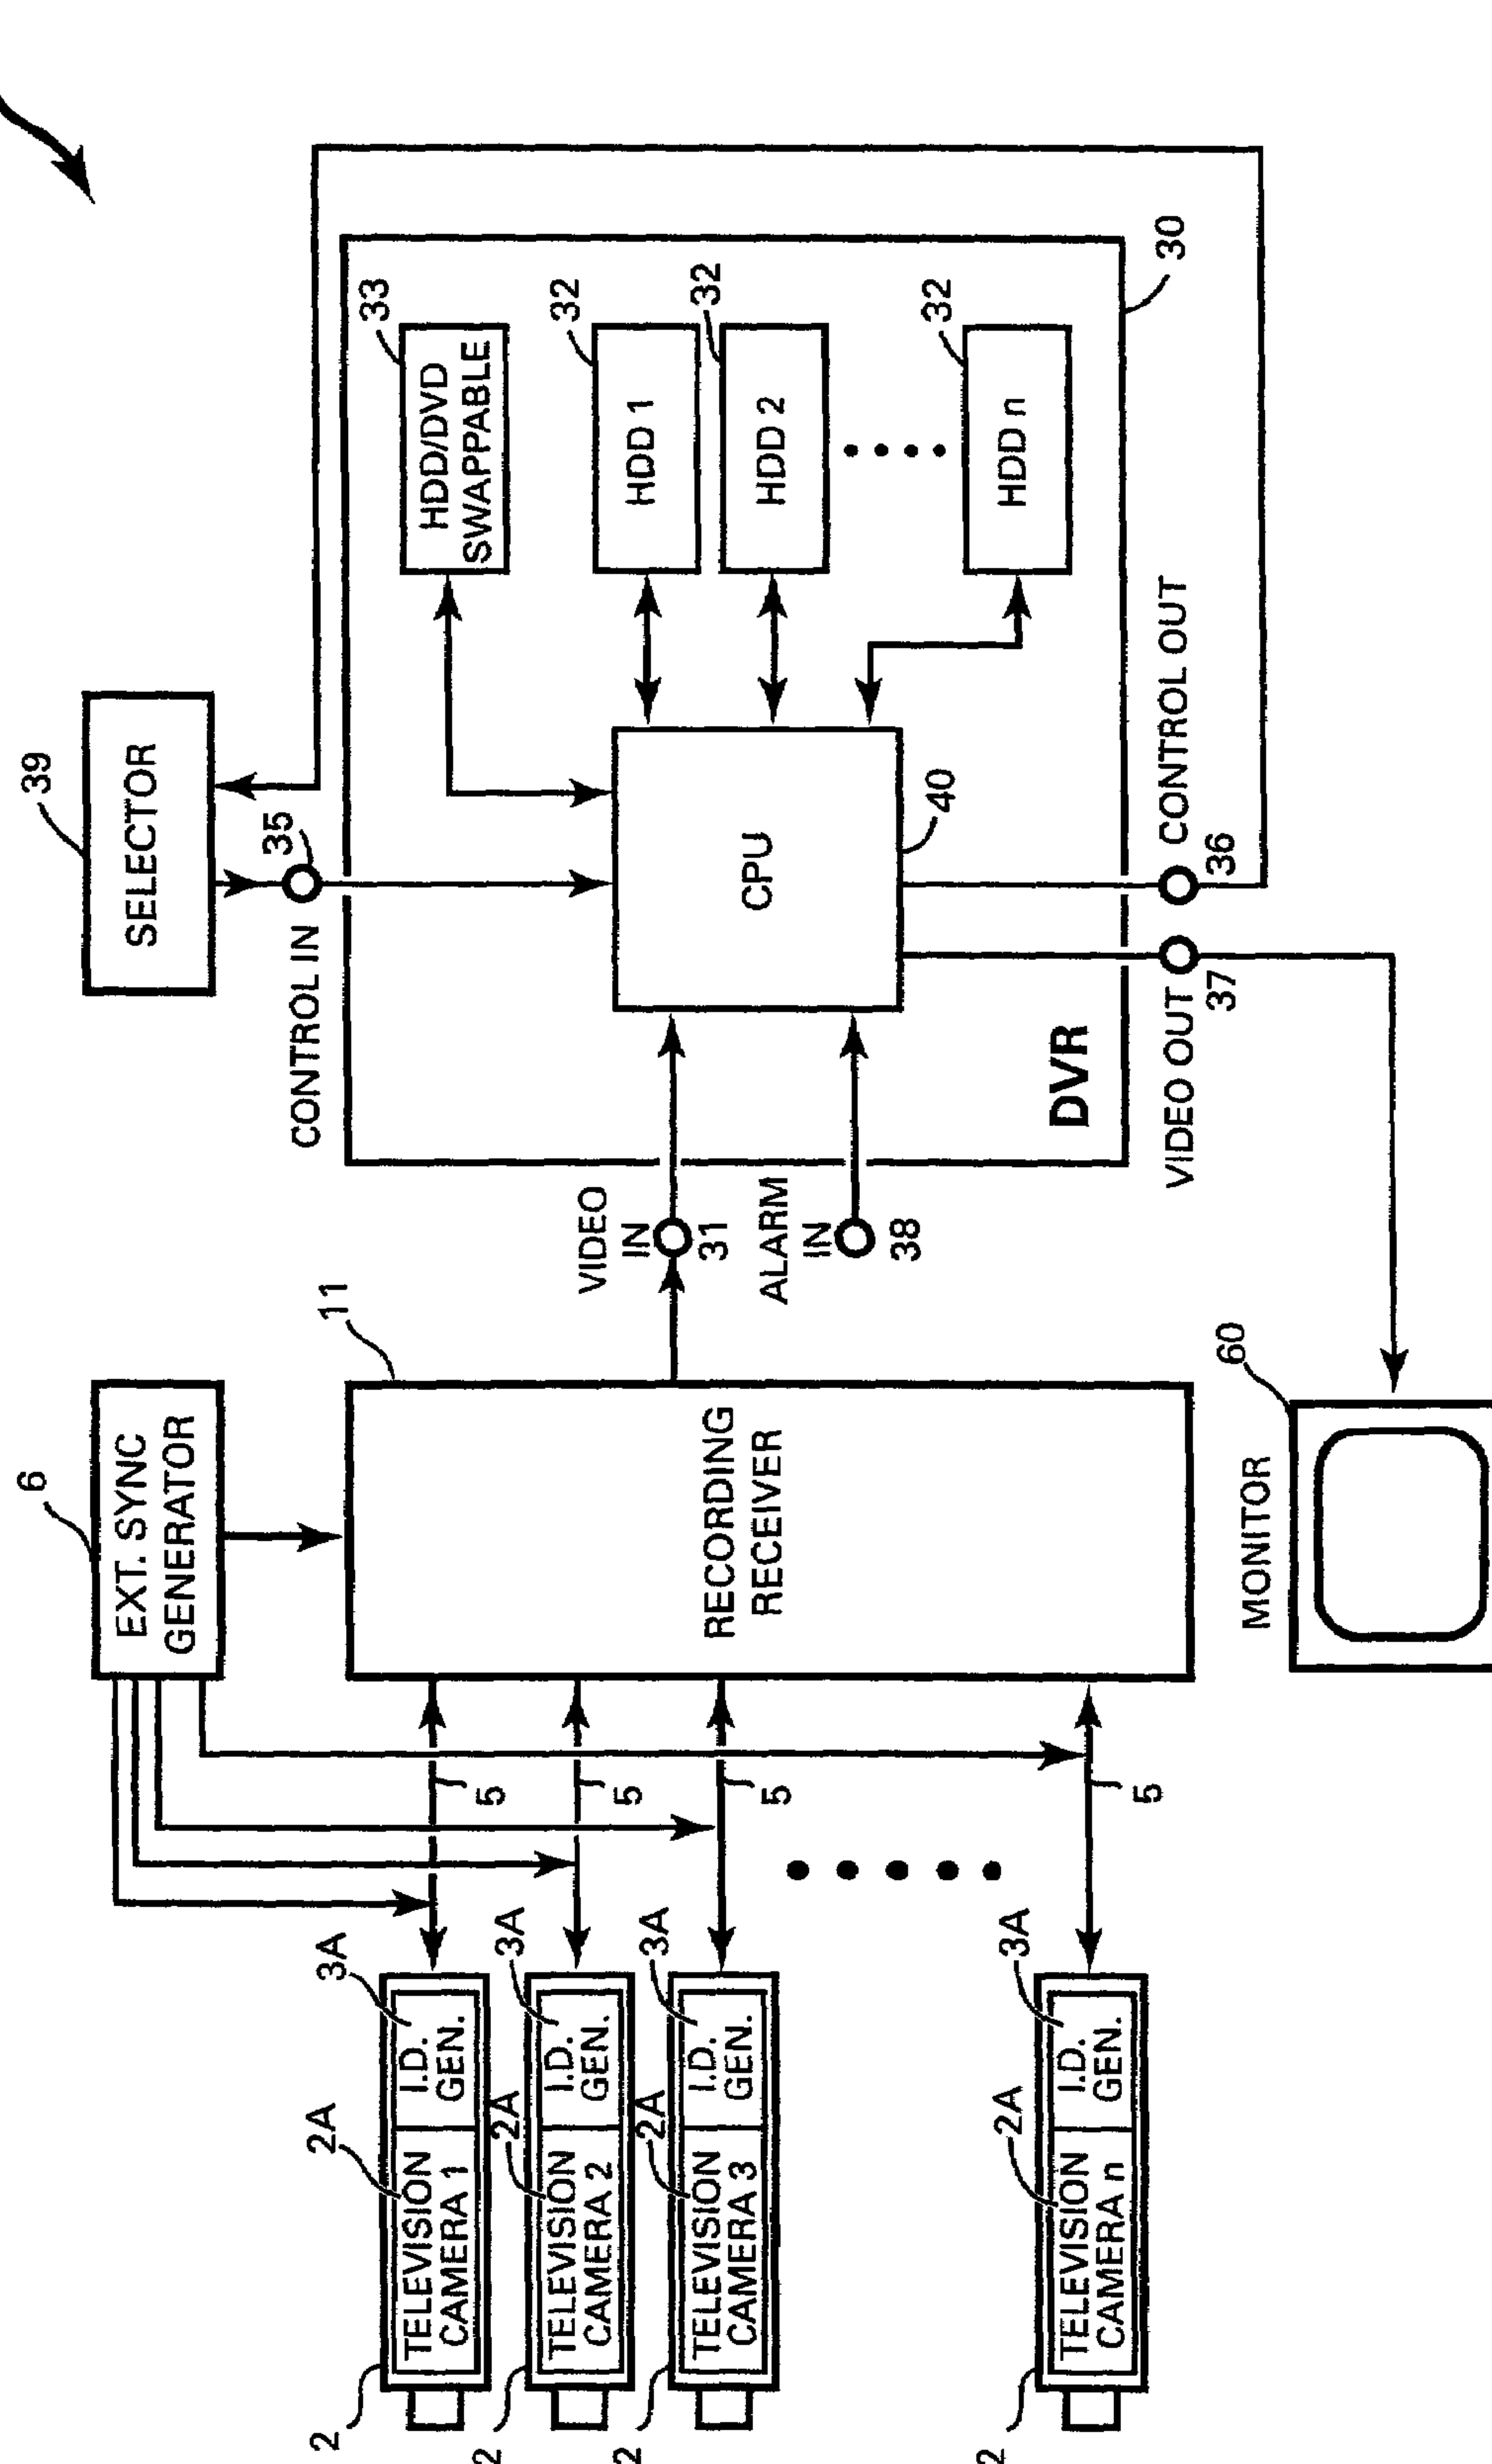 6
EXT. SYNC
GENERATOR
39
SELECTOR
35
CONTROL IN
11
RECORDING
RECEIVER
5
5
5
5
2
2A
TELEVISION
CAMERA 1
3A
I.D.
GEN.
2
2A
TELEVISION
CAMERA 2
3A
I.D.
GEN.
2
2A
TELEVISION
CAMERA 3
3A
I.D.
GEN.
2
2A
TELEVISION
CAMERA n
3A
I.D.
GEN.
VIDEO
IN
31
ALARM
IN
38
CPU
40
33
HDD/DVD
SWAPPABLE
32
HDD 1
32
HDD 2
32
HDD n
DVR
30
VIDEO OUT
37
36
CONTROL OUT
MONITOR
60